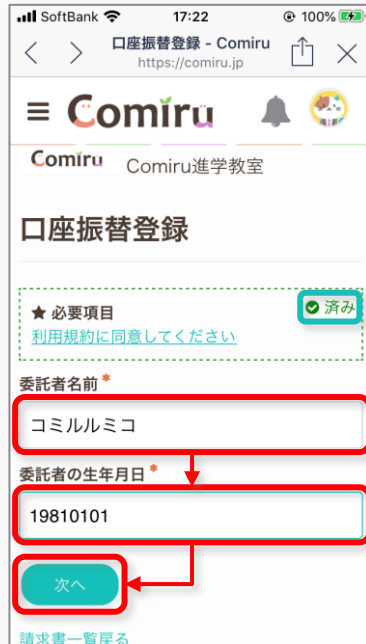 SoftBank 17:22 100%
口座振替登録 - Comiru
https://comiru.jp
Comiru
Comiru Comiru進学教室
口座振替登録
★ 必要項目 済み
利用規約に同意してください
委託者名前*
コミルルミコ
委託者の生年月日*
19810101
次へ
請求書一覧戻る